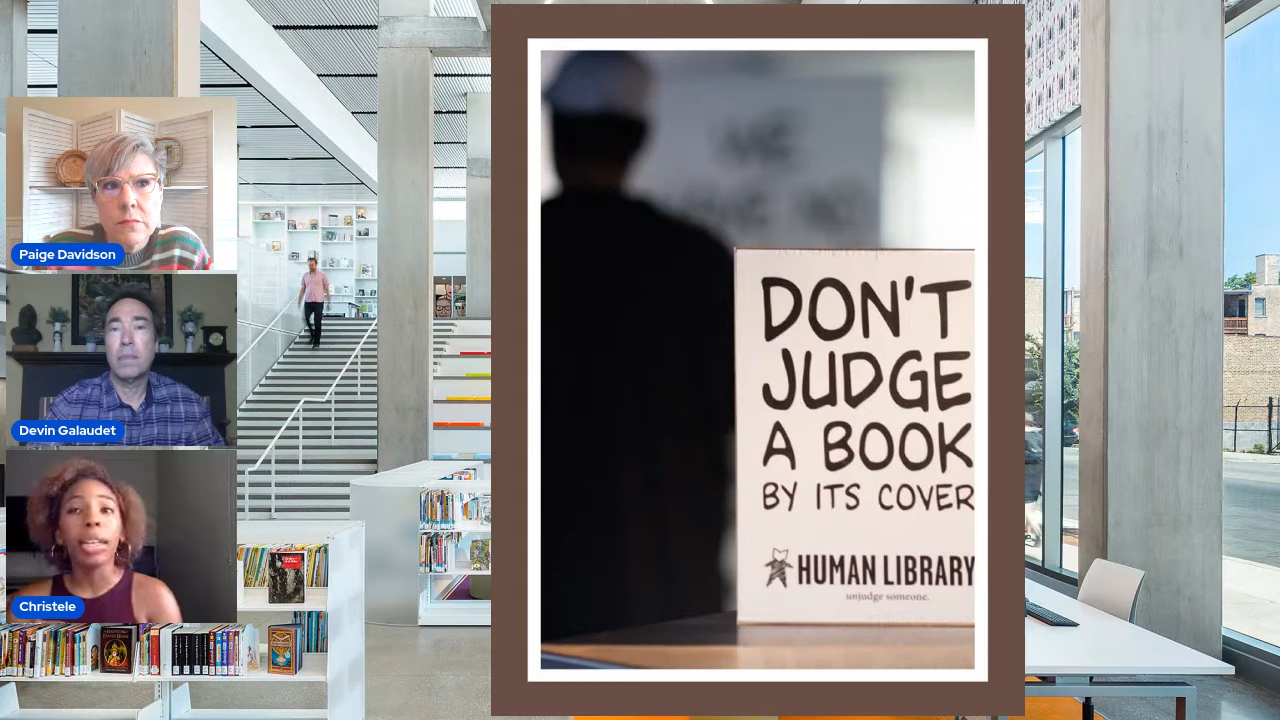 Paige Davidson
Devin Galaudet
Christele
DON'T
JUDGE
A BOOK
BY ITS COVER
HUMAN LIBRARY
unjudge someone.